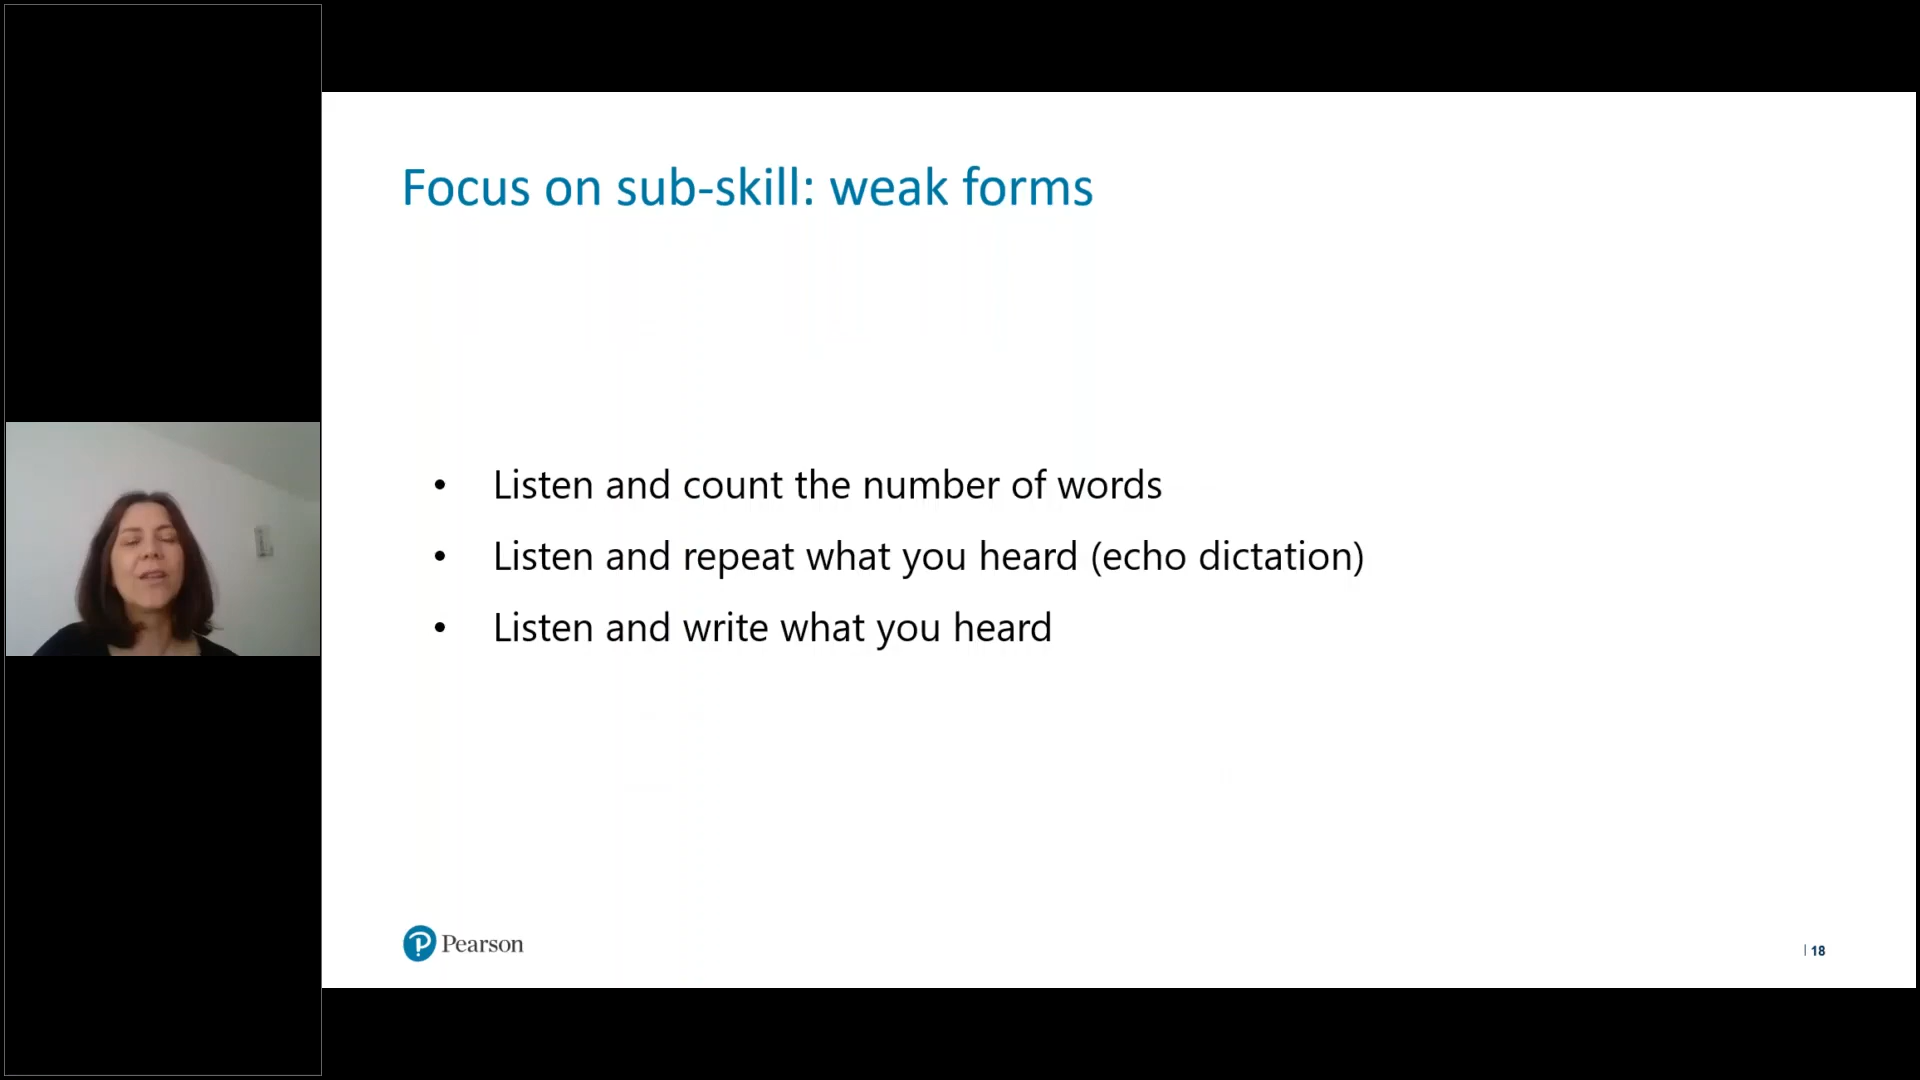 Focus on sub-skill: weak forms
• Listen and count the number of words
• Listen and repeat what you heard (echo dictation)
• Listen and write what you heard
Pearson
| 18